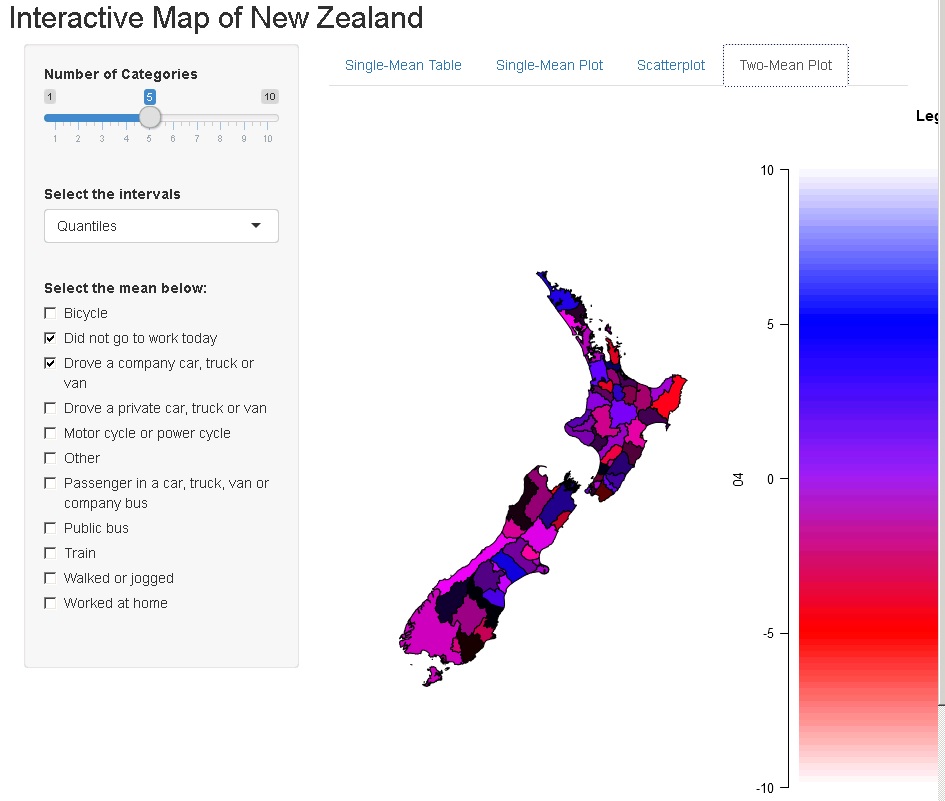 Interactive Map of New Zealand
Number of Categories
1 5 10
1 2 3 4 5 6 7 8 9 10
Select the intervals
Quantiles
Select the mean below:
Bicycle
Did not go to work today
Drove a company car, truck or
van
Drove a private car, truck or van
Motor cycle or power cycle
Other
Passenger in a car, truck, van or
company bus
Public bus
Train
Walked or jogged
Worked at home
Single-Mean Table Single-Mean Plot Scatterplot Two-Mean Plot
Leg
10
5
04
0
-5
-10